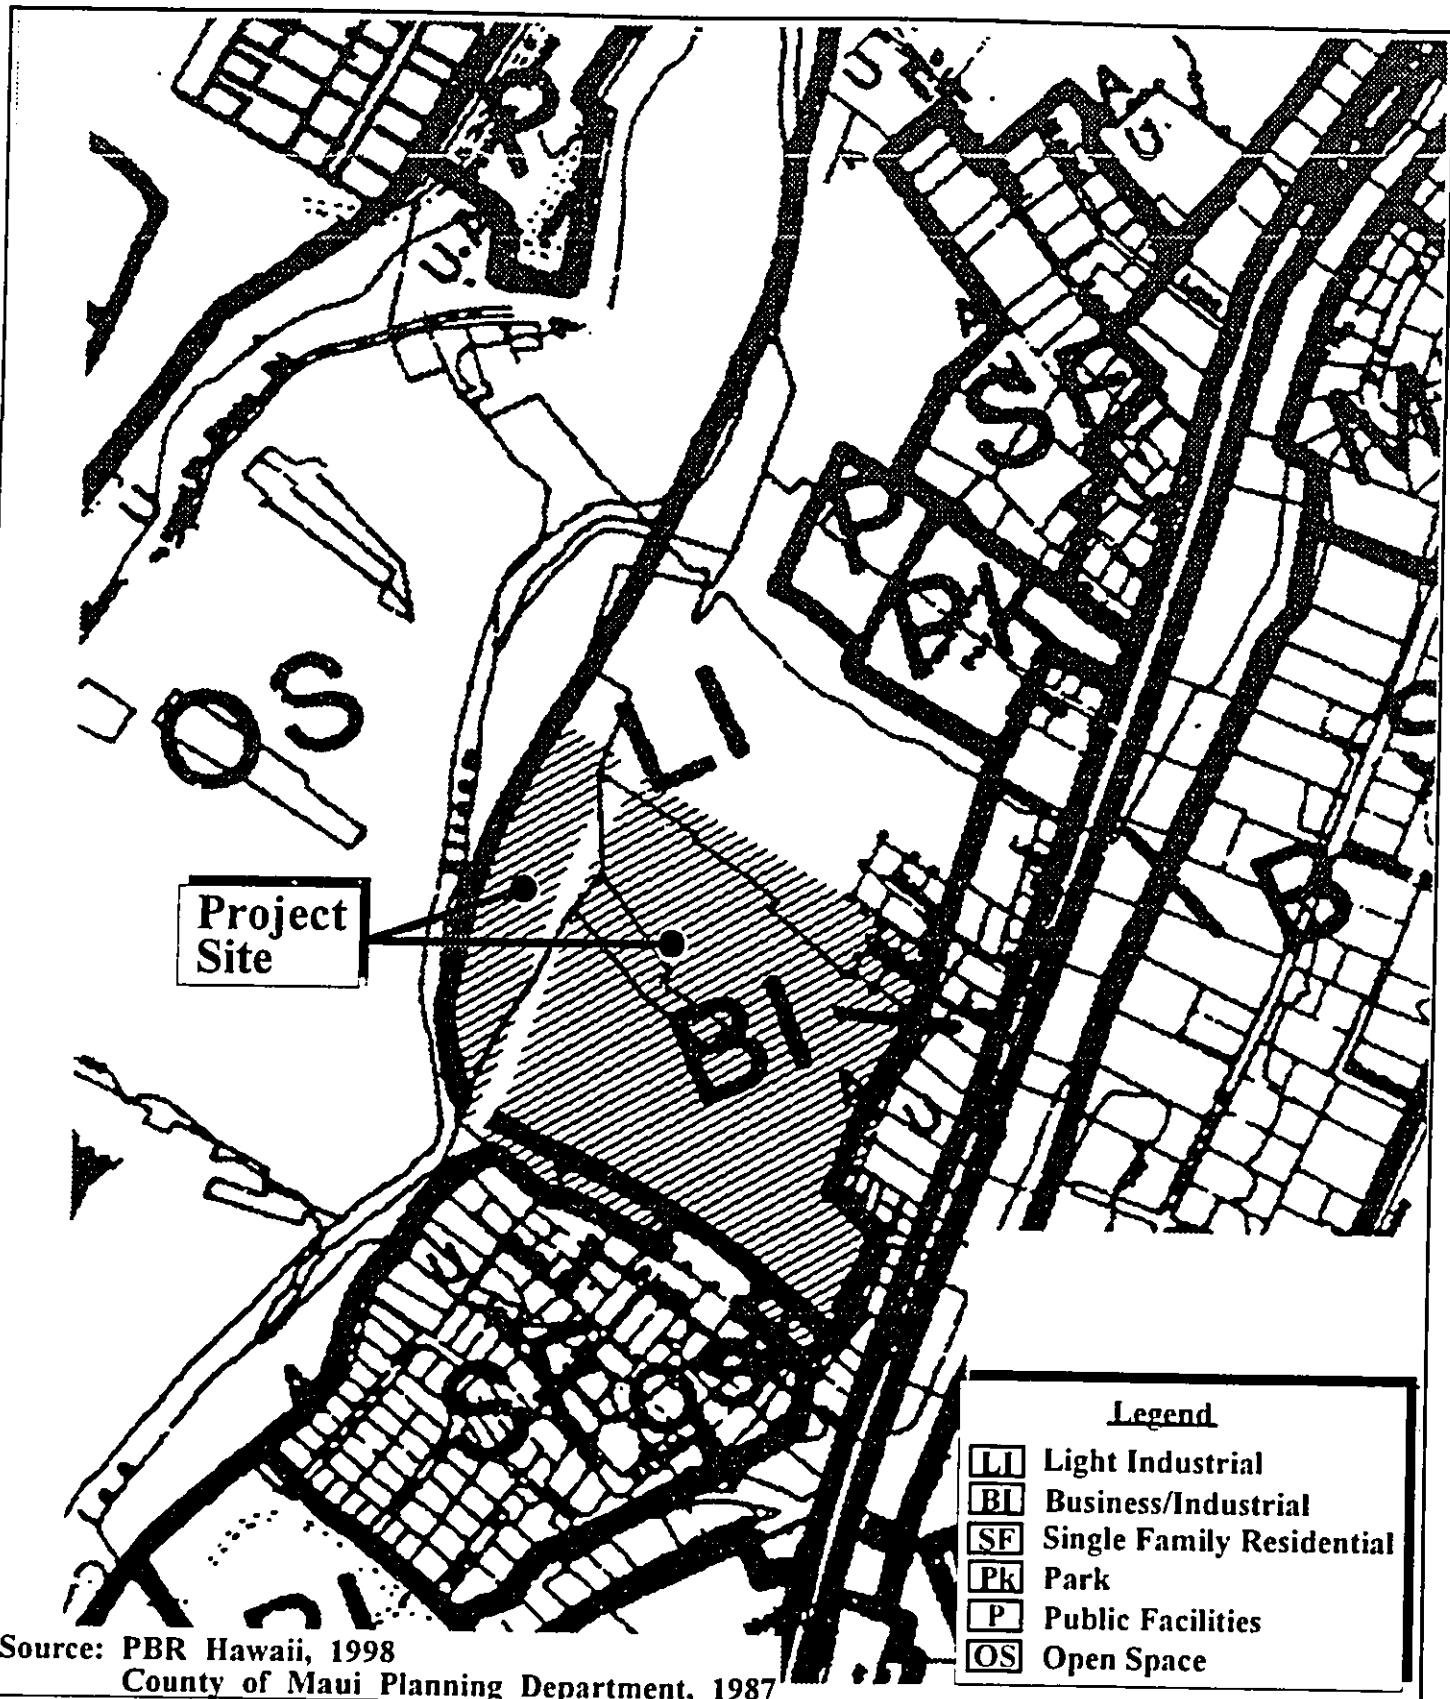 P
U.
U.
U.
U.
S
P
BI
LI
OS
B
Project
Site
BI
Legend
LI Light Industrial
BI Business/Industrial
SF Single Family Residential
Pk Park
P Public Facilities
OS Open Space
Source: PBR Hawaii, 1998
County of Maui Planning Department, 1987